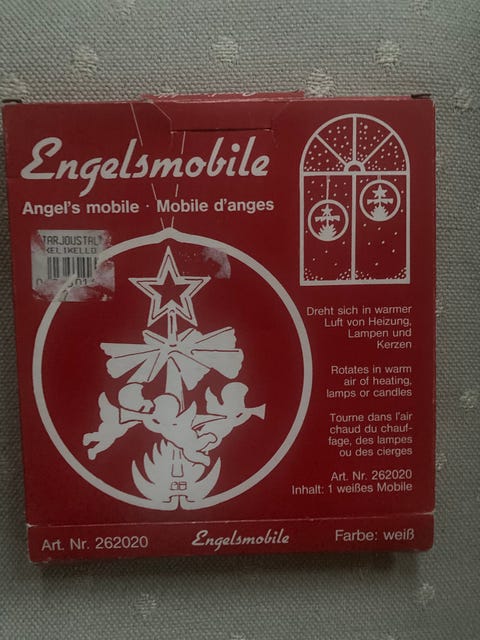 Engelsmobile
Angel's mobile · Mobile d'anges
TARJOUSTAL
KELIKELLO
Dreht sich in warmer
Luft von Heizung,
Lampen und
Kerzen
Rotates in warm
air of heating,
lamps or candles
Tourne dans l'air
chaud du chauf-
fage, des lampes
ou des cierges
Art. Nr. 262020
Inhalt: 1 weißes Mobile
Art. Nr. 262020
Engelsmobile
Farbe: weiß